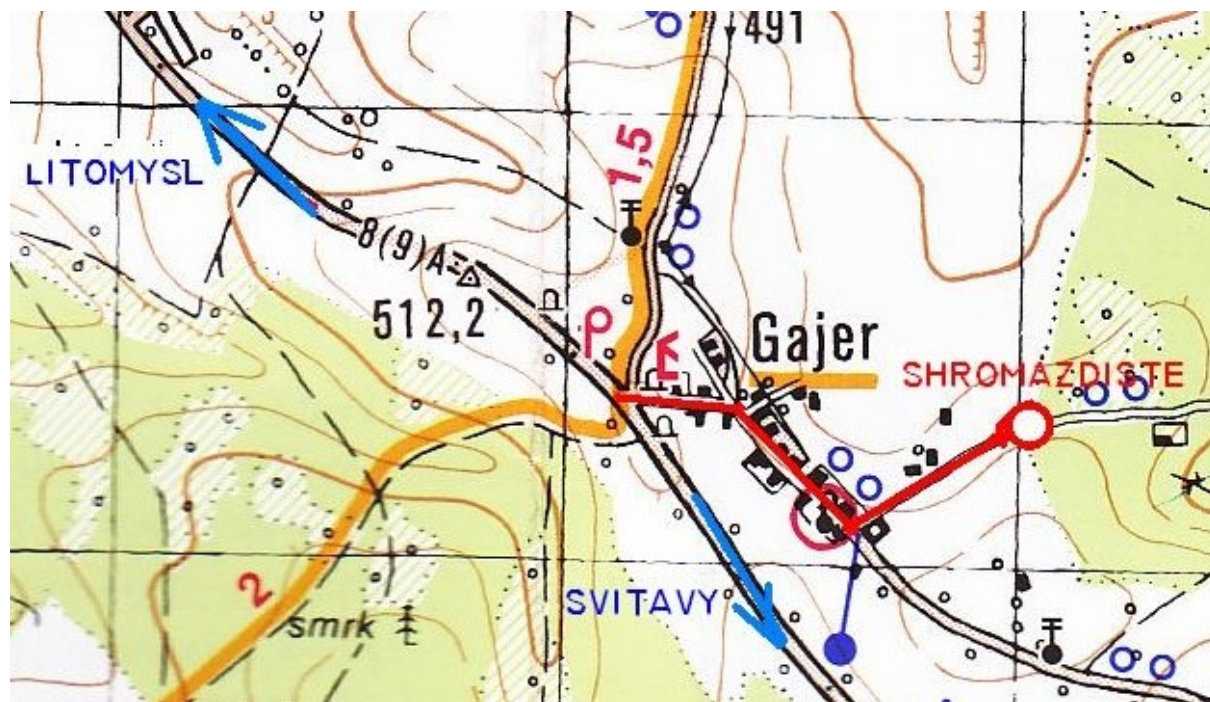 491
1,5
LITOMYSL
8(9)A
512,2
Gajer
SHROMAZDISTE
SVITAVY
2
smrk